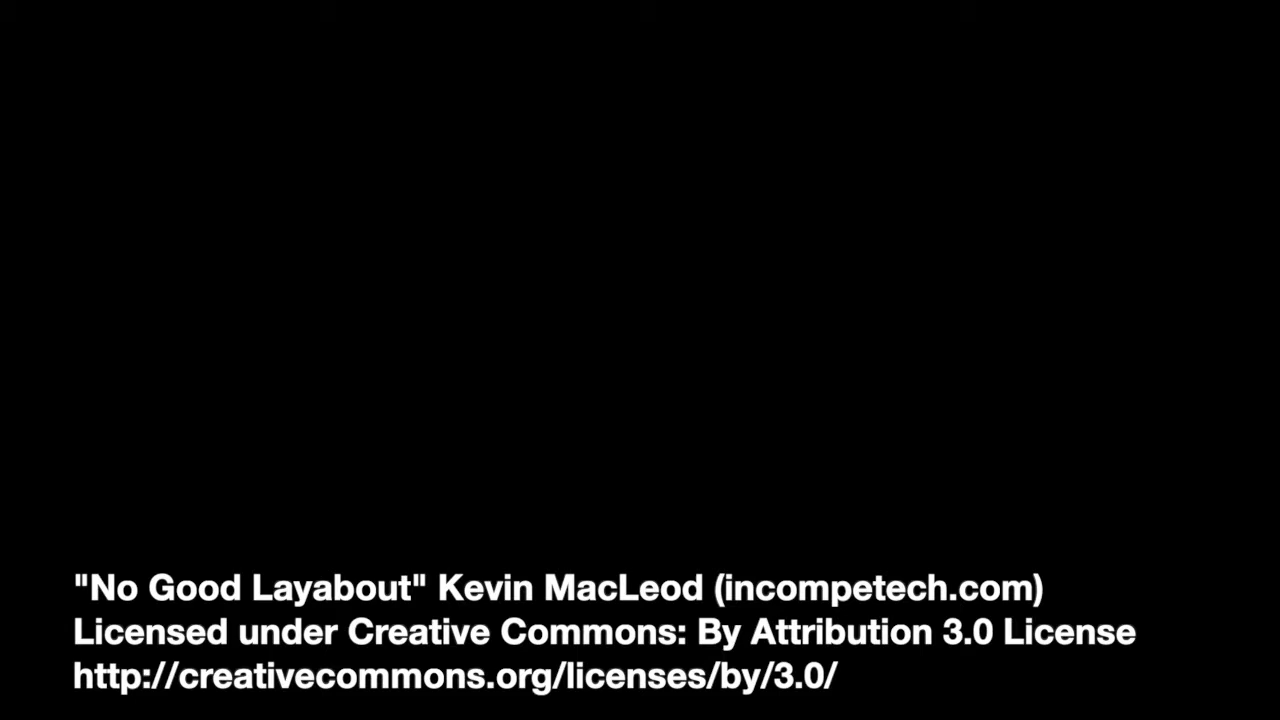 "No Good Layabout" Kevin MacLeod (incompetech.com)
Licensed under Creative Commons: By Attribution 3.0 License
http://creativecommons.org/licenses/by/3.0/